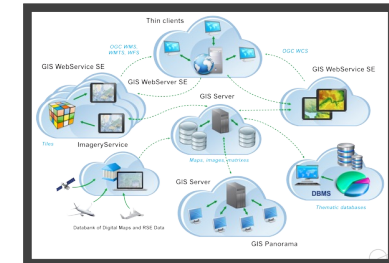 Thin clients
OGC WMS,
WMTS, WFS
OGC WCS
GIS WebService SE
GIS WebServer SE
GIS WebService SE
GIS Server
Tiles
ImageryService
Maps, images, matrixes
GIS Server
DBMS
Databank of Digital Maps and RSE Data
Thematic databases
GIS Panorama